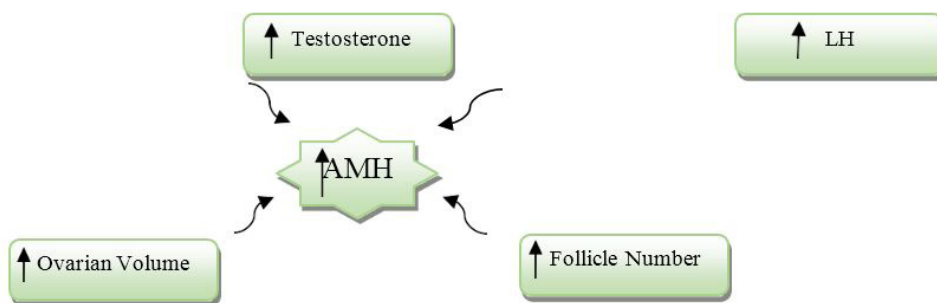 Testosterone
LH
AMH
Ovarian Volume
Follicle Number